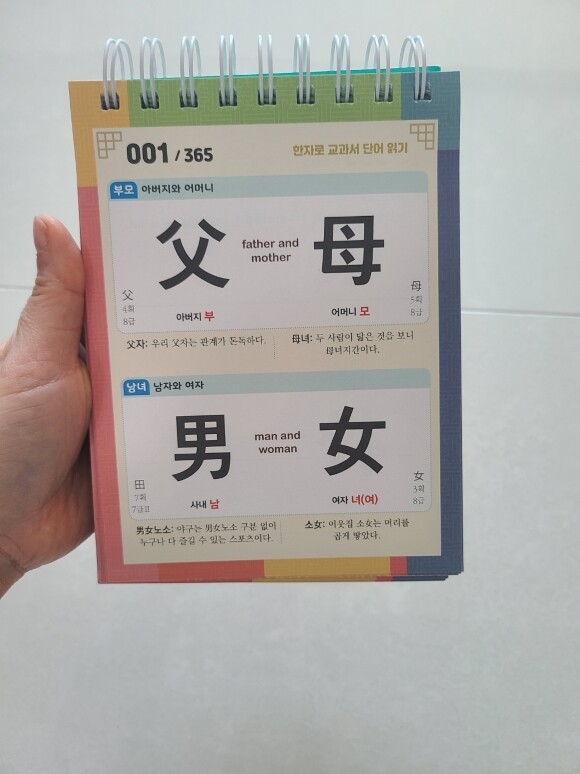 001 / 365
한자로 교과서 단어 읽기
부모 아버지와 어머니
父
father and
mother
母
父
4획
8급
아버지 부
어머니 모
母
5획
8급
父자: 우리 父자는 관계가 돈독하다.
母녀: 두 사람이 닮은 것을 보니
母녀지간이다.
남녀 남자와 여자
男
man and
woman
女
田
7획
7급Ⅱ
사내 남
여자 녀(여)
女
3획
8급
男女노소: 야구는 男女노소 구분 없이
누구나 다 즐길 수 있는 스포츠이다.
소女: 이웃집 소女는 머리를
곱게 땋았다.